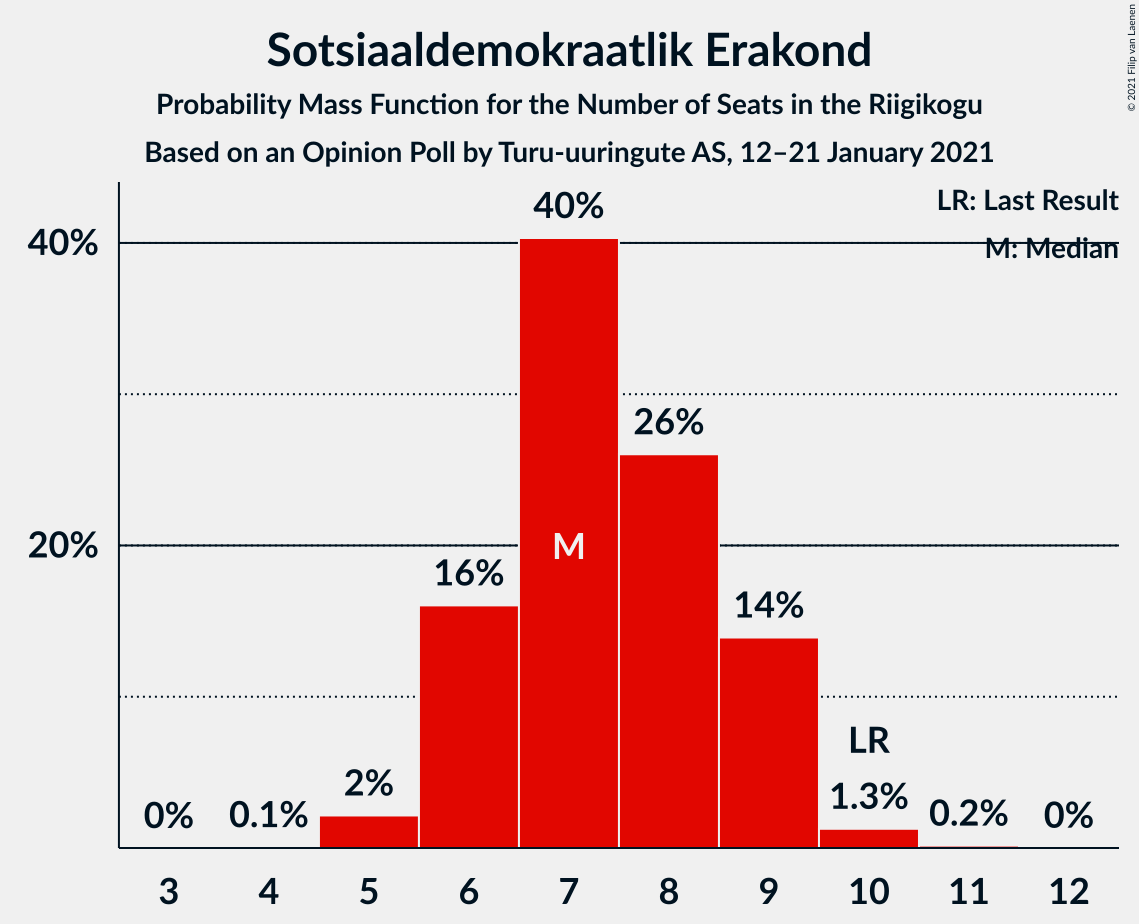 Sotsiaaldemokraatlik Erakond
Probability Mass Function for the Number of Seats in the Riigikogu
Based on an Opinion Poll by Turu-uuringute AS, 12–21 January 2021
© 2021 Filip van Laenen
LR: Last Result
M: Median
40%
20%
0%
0.1%
2%
16%
40%
M
26%
14%
LR
1.3%
0.2%
0%
3 4 5 6 7 8 9 10 11 12